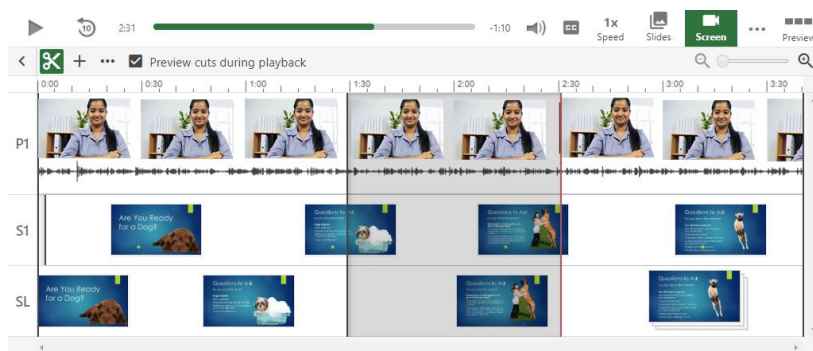 10 2:31 -1:10 CC 1x Speed Slides Screen ••• Preview
+ ••• Preview cuts during playback
0:00 0:30 1:00 1:30 2:00 2:30 3:00 3:30
P1
S1
Are You Ready
for a Dog?
Questions to Ask
Questions to Ask
Questions to Ask
SL
Are You Ready
for a Dog?
Questions to Ask
Questions to Ask
Questions to Ask